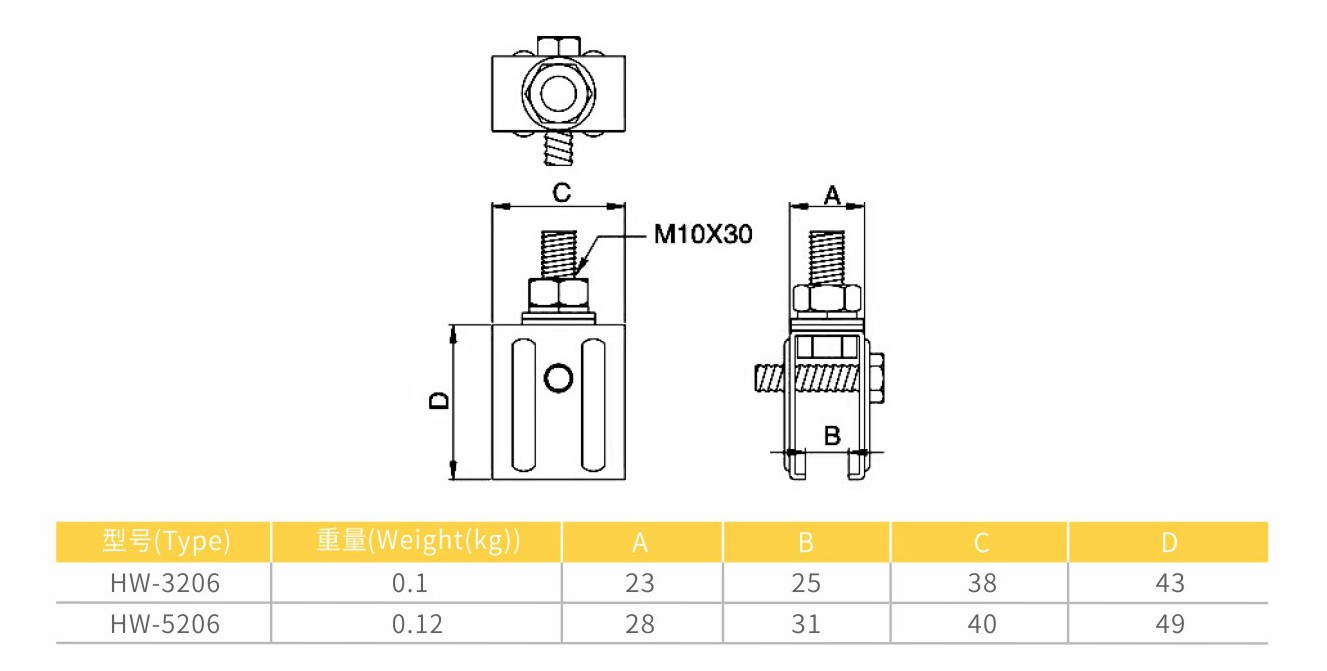 C
A
M10X30
D
B
型号(Type) 重量(Weight(kg)) A B C D
HW-3206 0.1 23 25 38 43
HW-5206 0.12 28 31 40 49